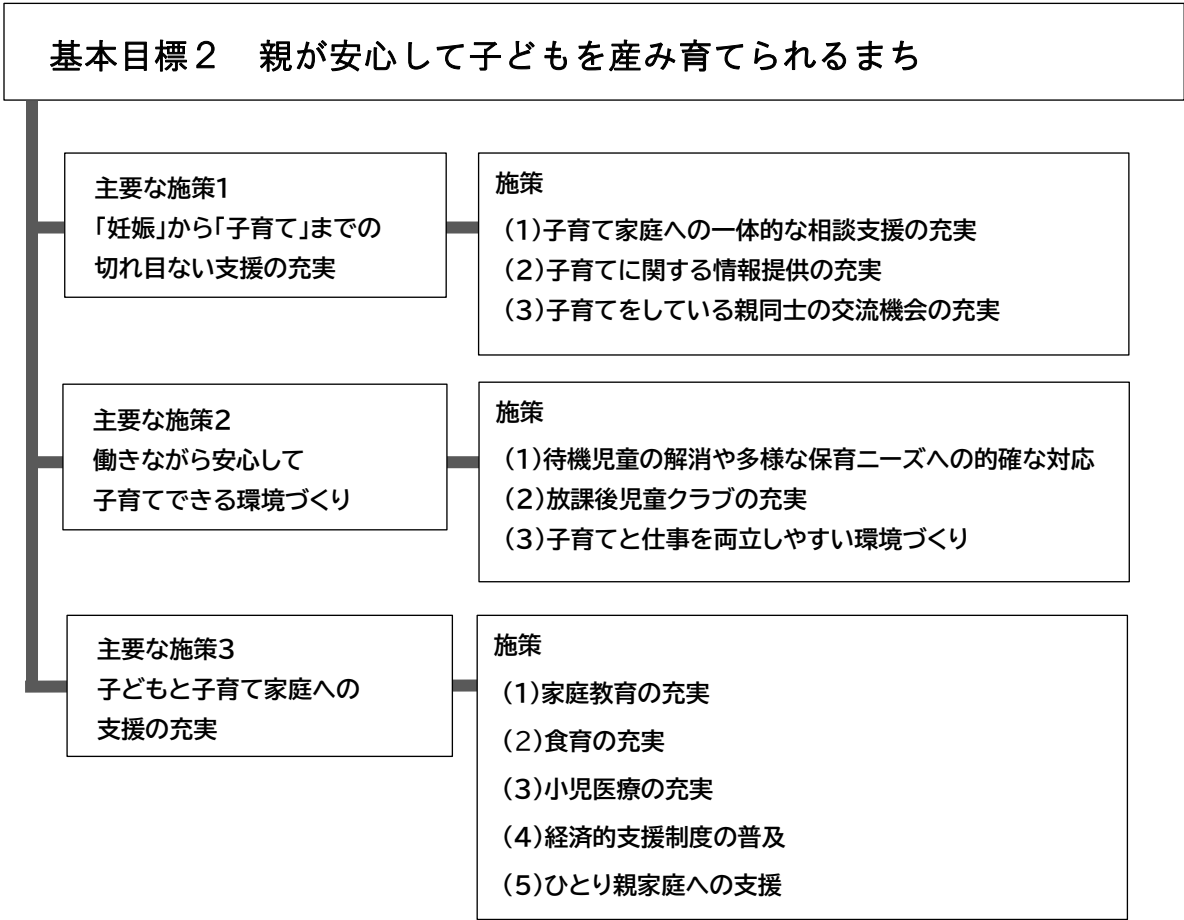 基本目標２　親が安心して子どもを産み育てられるまち
主要な施策1
「妊娠」から「子育て」までの
切れ目ない支援の充実
施策
(1)子育て家庭への一体的な相談支援の充実
(2)子育てに関する情報提供の充実
(3)子育てをしている親同士の交流機会の充実
主要な施策2
働きながら安心して
子育てできる環境づくり
施策
(1)待機児童の解消や多様な保育ニーズへの的確な対応
(2)放課後児童クラブの充実
(3)子育てと仕事を両立しやすい環境づくり
主要な施策3
子どもと子育て家庭への
支援の充実
施策
(1)家庭教育の充実
(2)食育の充実
(3)小児医療の充実
(4)経済的支援制度の普及
(5)ひとり親家庭への支援